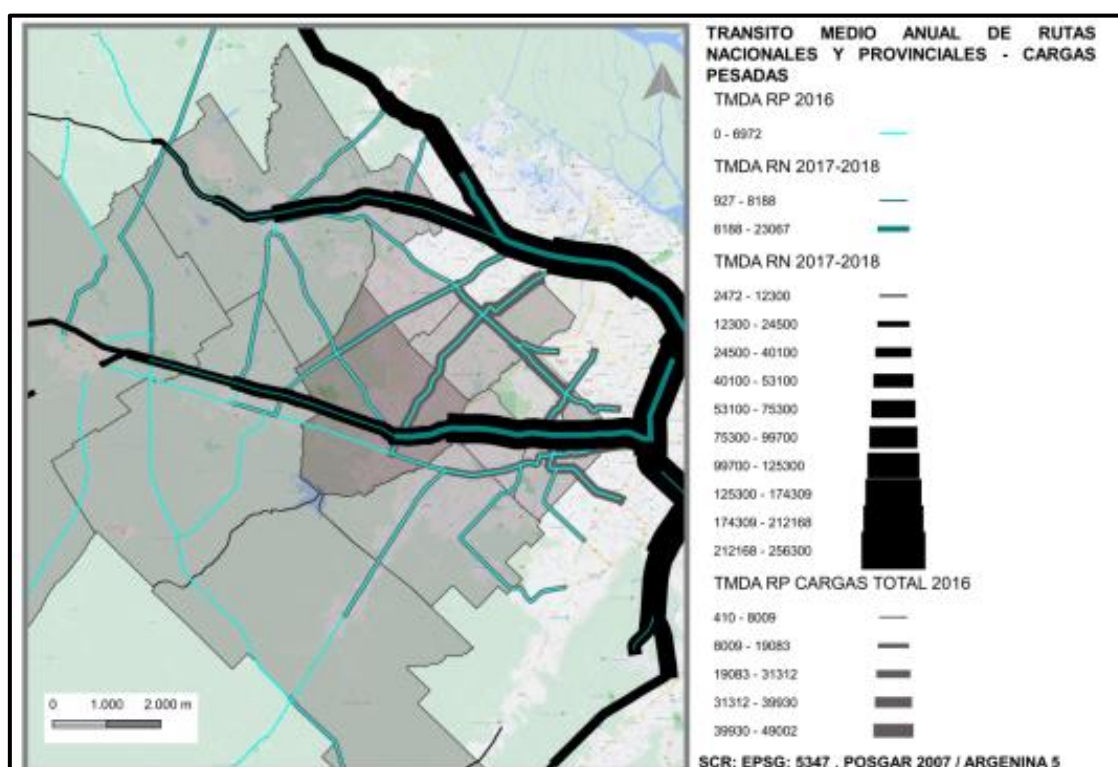 TRANSITO MEDIO ANUAL DE RUTAS
NACIONALES Y PROVINCIALES - CARGAS
PESADAS
TMDA RP 2016
0 - 6972
TMDA RN 2017-2018
927 - 8188
8188 - 23067
TMDA RN 2017-2018
2472 - 12300
12300 - 24500
24500 - 40100
40100 - 53100
53100 - 75300
75300 - 99700
99700 - 125300
125300 - 174309
174309 - 212168
212168 - 256300
TMDA RP CARGAS TOTAL 2016
410 - 8009
8009 - 19083
19083 - 31312
31312 - 39930
39930 - 49002
0 1.000 2.000 m
SCR: EPSG: 5347 . POSGAR 2007 / ARGENINA 5